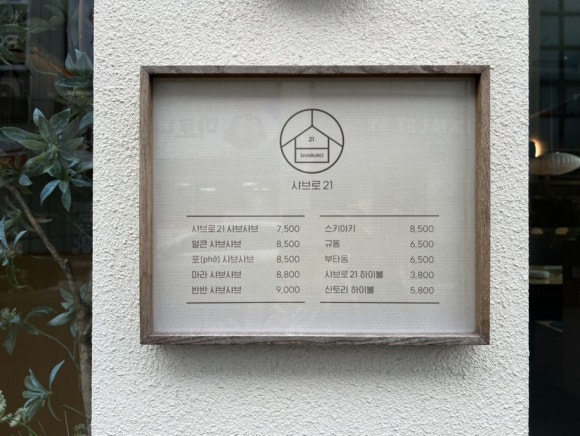 21
SHABURO
샤브로 21
샤브로 21 샤브샤브 7,500
얼큰 샤브샤브 8,500
포(phở) 샤브샤브 8,500
마라 샤브샤브 8,800
반반 샤브샤브 9,000
스키야키 8,500
규동 6,500
부타동 6,500
샤브로 21 하이볼 3,800
산토리 하이볼 5,800